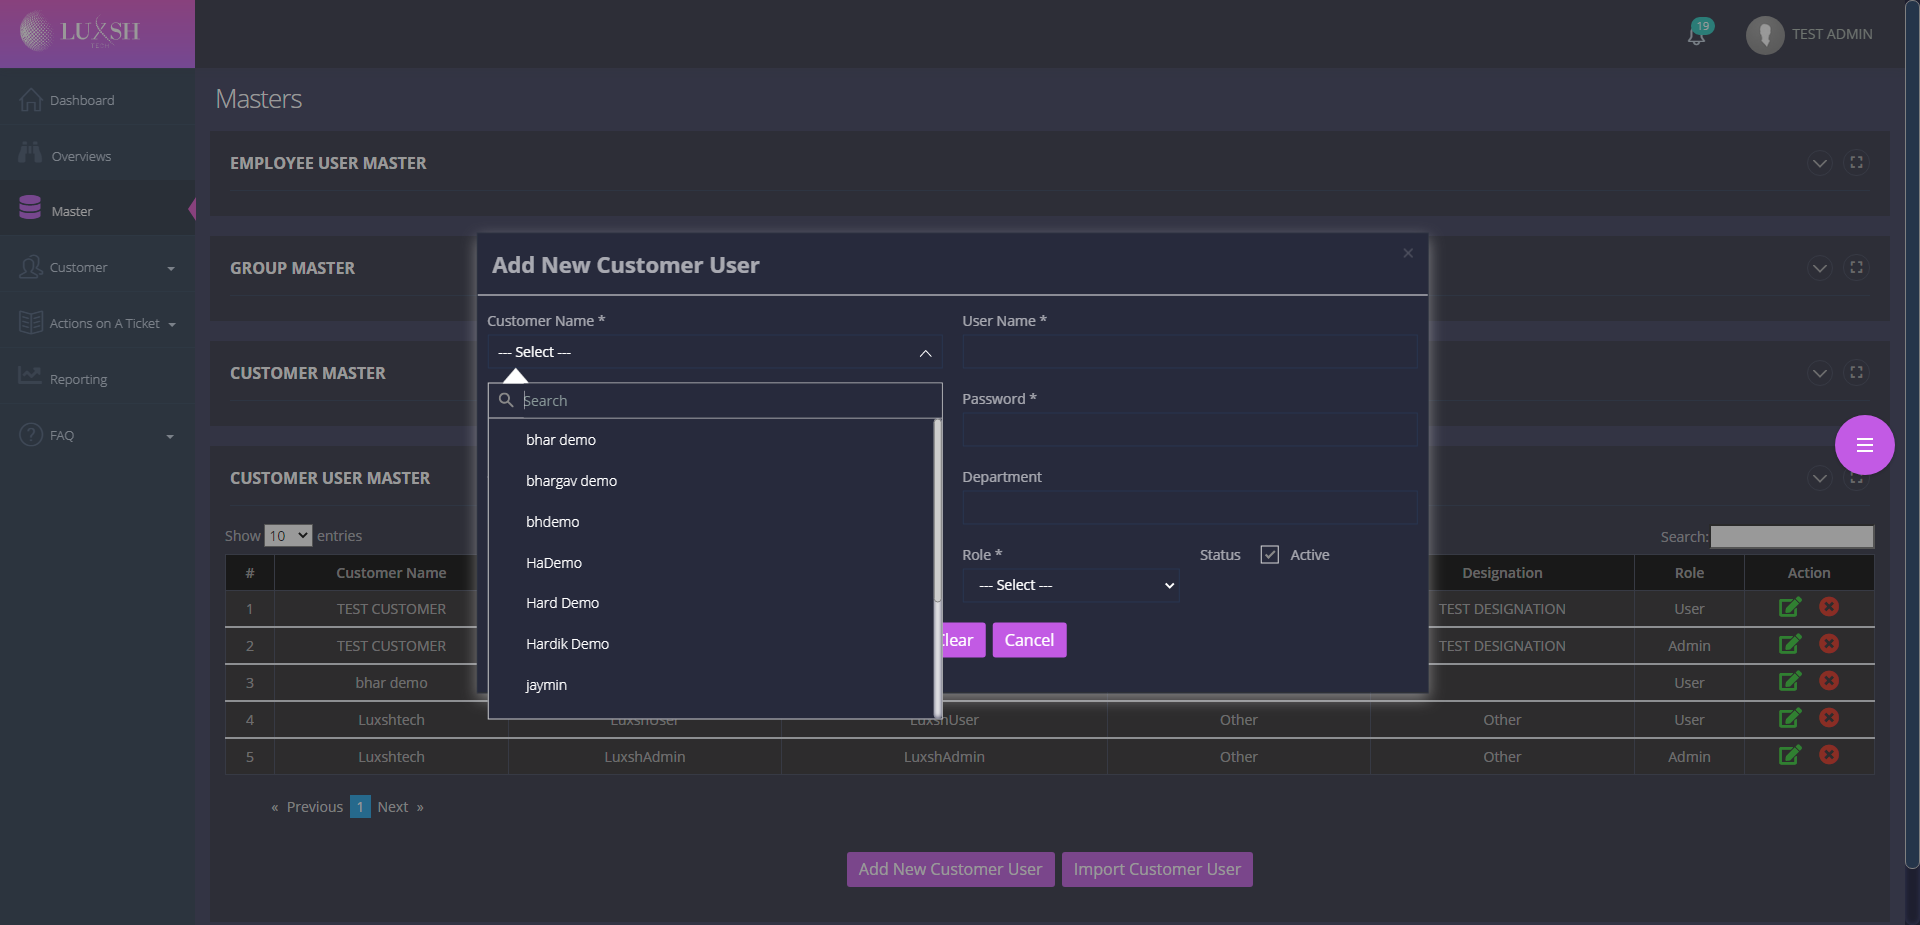 LUXSH
TECH
19
TEST ADMIN
Dashboard
Overviews
Master
Customer
Actions on A Ticket
Reporting
FAQ
Masters
EMPLOYEE USER MASTER
GROUP MASTER
CUSTOMER MASTER
CUSTOMER USER MASTER
Add New Customer User
×
Customer Name *
--- Select ---
Search
bhar demo
bhargav demo
bhdemo
HaDemo
Hard Demo
Hardik Demo
jaymin
User Name *
Password *
Department
Role *
--- Select ---
Status
Active
Clear
Cancel
Show 10 entries
Search:
# Customer Name Designation Role Action
1 TEST CUSTOMER TEST DESIGNATION User
2 TEST CUSTOMER TEST DESIGNATION Admin
3 bhar demo User
4 Luxshtech LuxshUser LuxshUser Other Other User
5 Luxshtech LuxshAdmin LuxshAdmin Other Other Admin
« Previous 1 Next »
Add New Customer User
Import Customer User